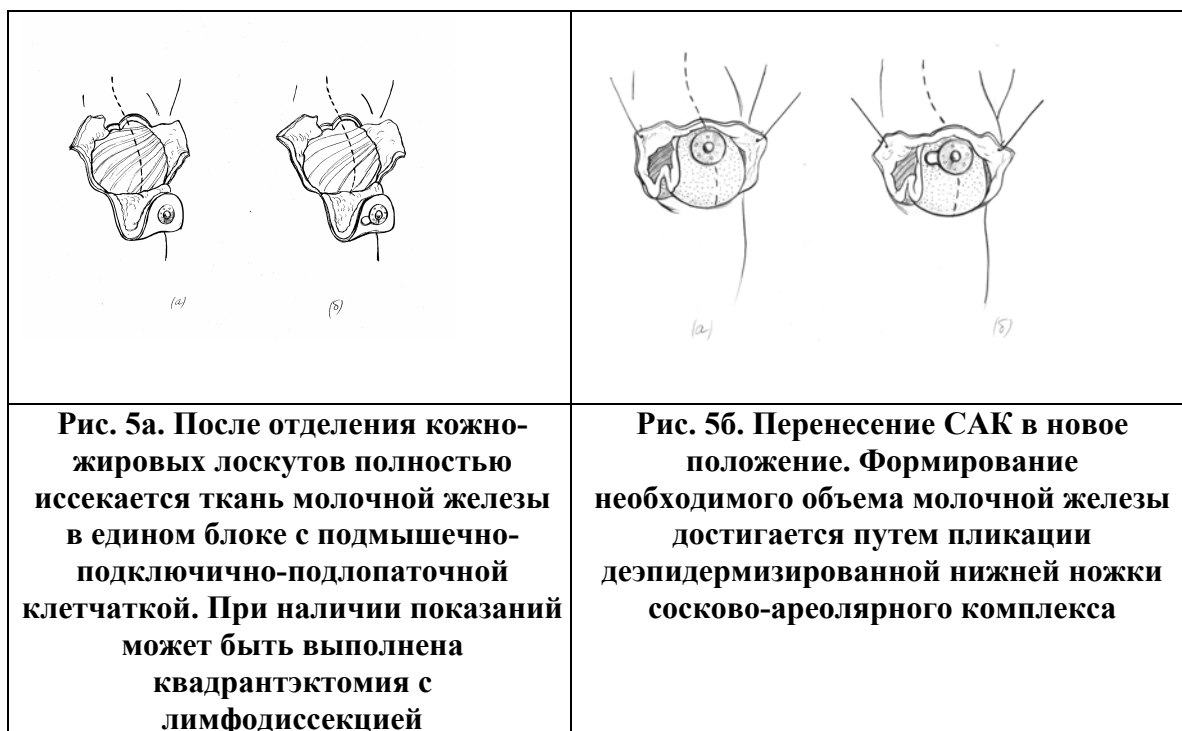 (а)
(б)
(а)
(б)
Рис. 5а. После отделения кожно-
жировых лоскутов полностью
иссекается ткань молочной железы
в едином блоке с подмышечно-
подключично-подлопаточной
клетчаткой. При наличии показаний
может быть выполнена
квадрантэктомия с
лимфодиссекцией
Рис. 5б. Перенесение САК в новое
положение. Формирование
необходимого объема молочной железы
достигается путем пликации
деэпидермизированной нижней ножки
сосково-ареолярного комплекса